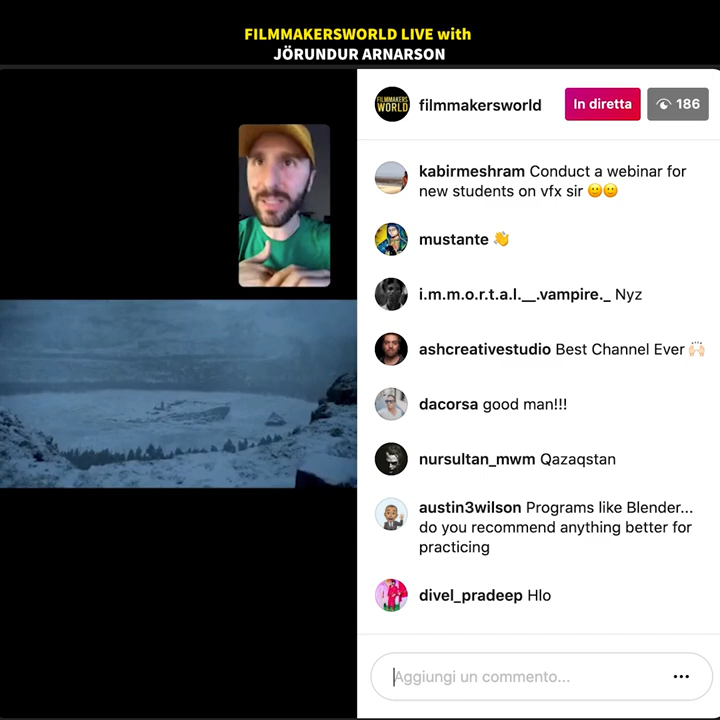 FILMMAKERSWORLD LIVE with
JÖRUNDUR ARNARSON
FILMMAKERS
WORLD
filmmakersworld
In diretta
186
kabirmeshram Conduct a webinar for
new students on vfx sir 😐😐
mustante 👋
i.m.m.o.r.t.a.l.__.vampire._ Nyz
ashcreativestudio Best Channel Ever 🙌🏻
dacorsa good man!!!
nursultan_mwm Qazaqstan
austin3wilson Programs like Blender...
do you recommend anything better for
practicing
divel_pradeep Hlo
Aggiungi un commento...